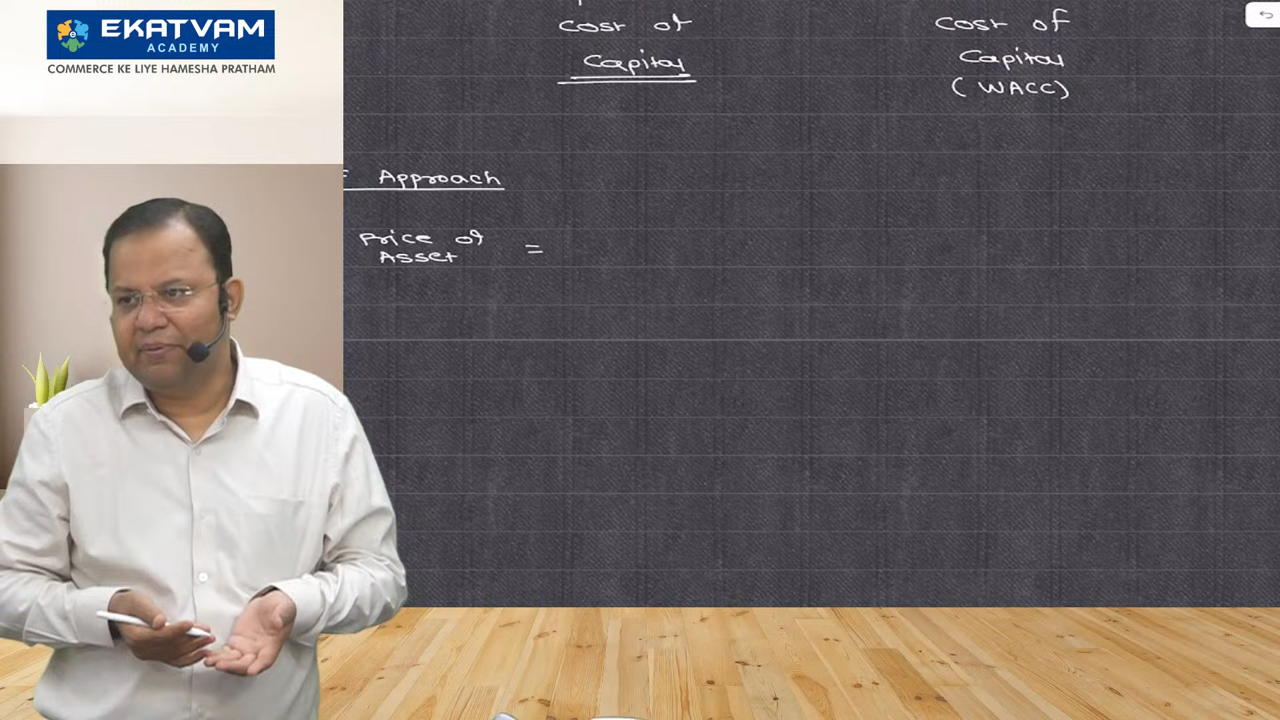 EKATVAM
ACADEMY
COMMERCE KE LIYE HAMESHA PRATHAM
Cost of
Capital
Cost of
Capital
(WACC)
Approach
Price of
Asset =